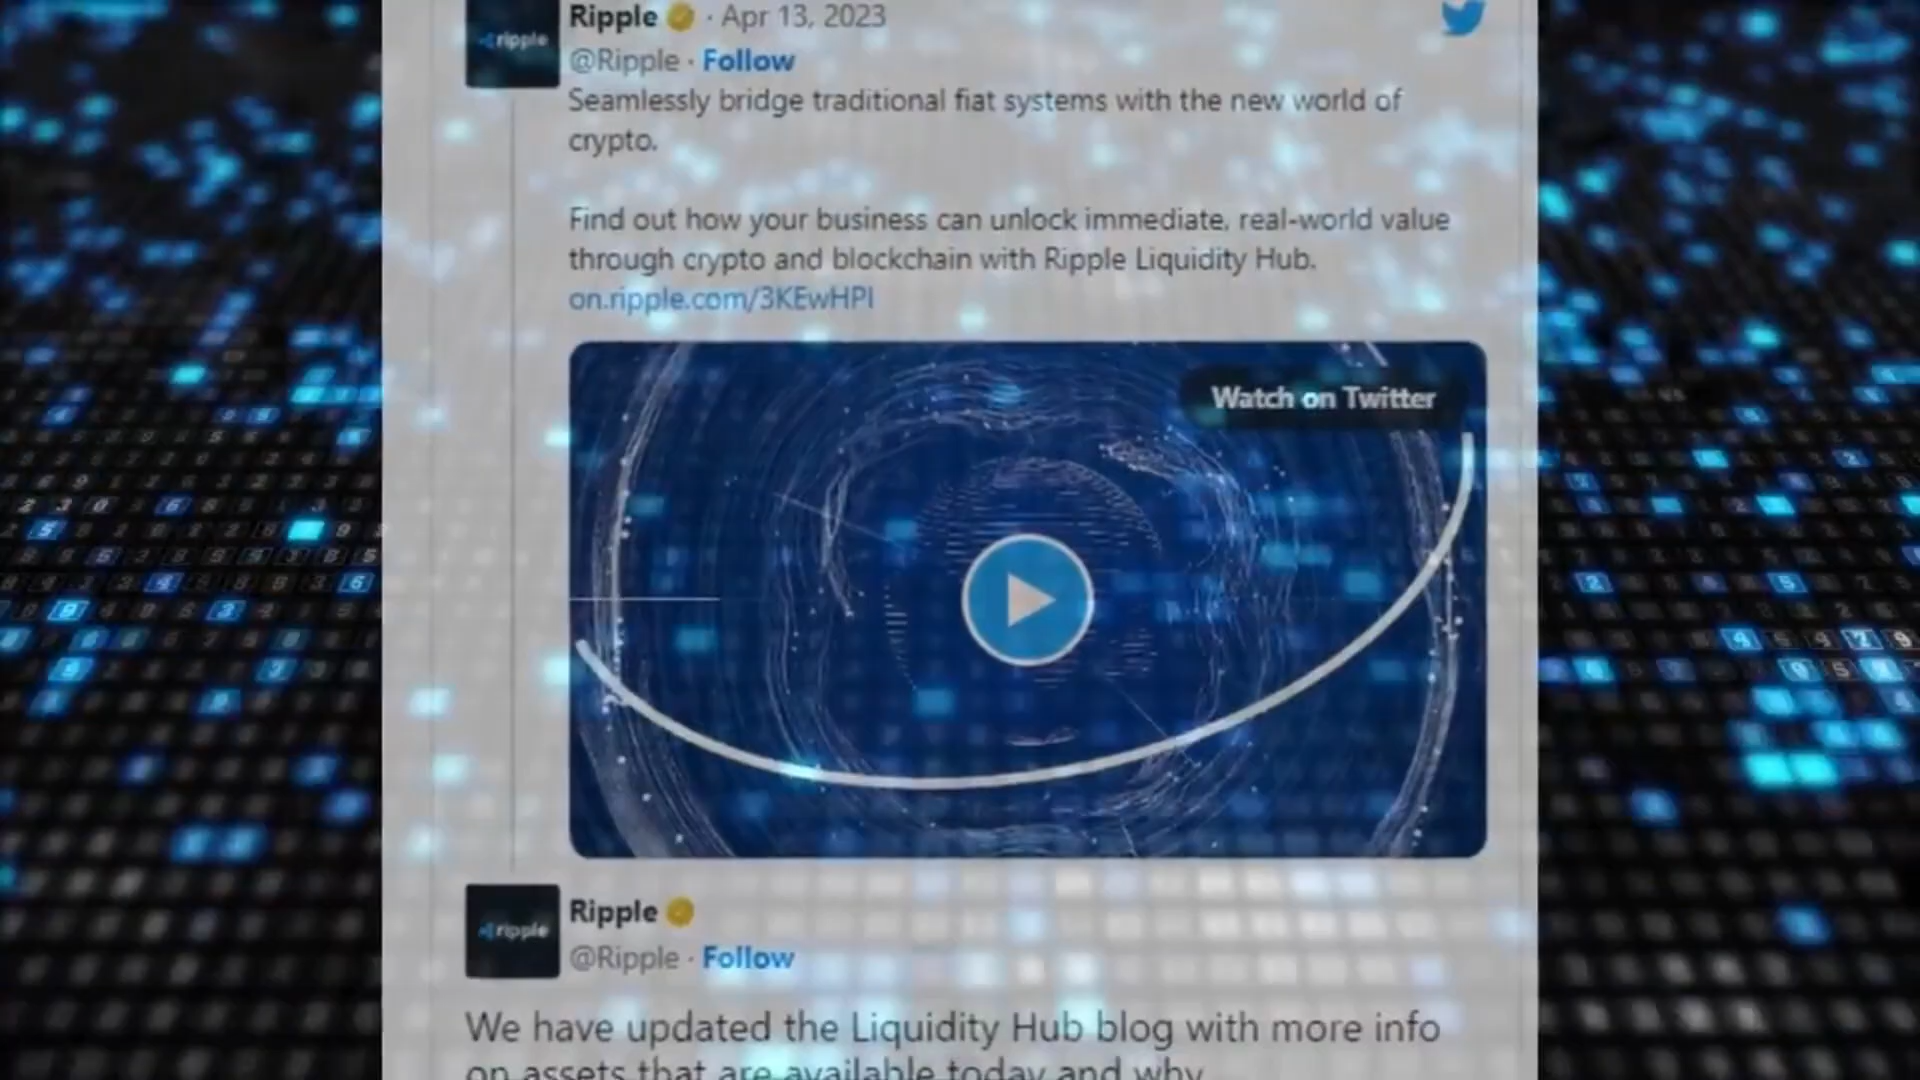 ripple
Ripple · Apr 13, 2023
@Ripple · Follow
Seamlessly bridge traditional fiat systems with the new world of
crypto.
Find out how your business can unlock immediate, real-world value
through crypto and blockchain with Ripple Liquidity Hub.
on.ripple.com/3KEwHPl
Watch on Twitter
ripple
Ripple
@Ripple · Follow
We have updated the Liquidity Hub blog with more info
on assets that are available today and why